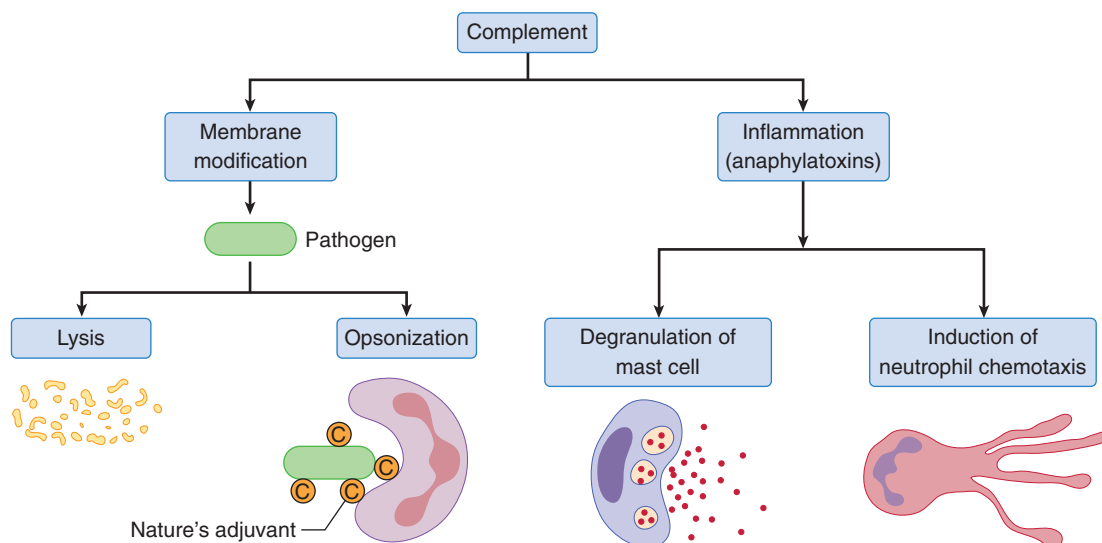 Complement
Membrane
modification
Inflammation
(anaphylatoxins)
Pathogen
Lysis
Opsonization
Degranulation of
mast cell
Induction of
neutrophil chemotaxis
C
C
C
C
Nature's adjuvant